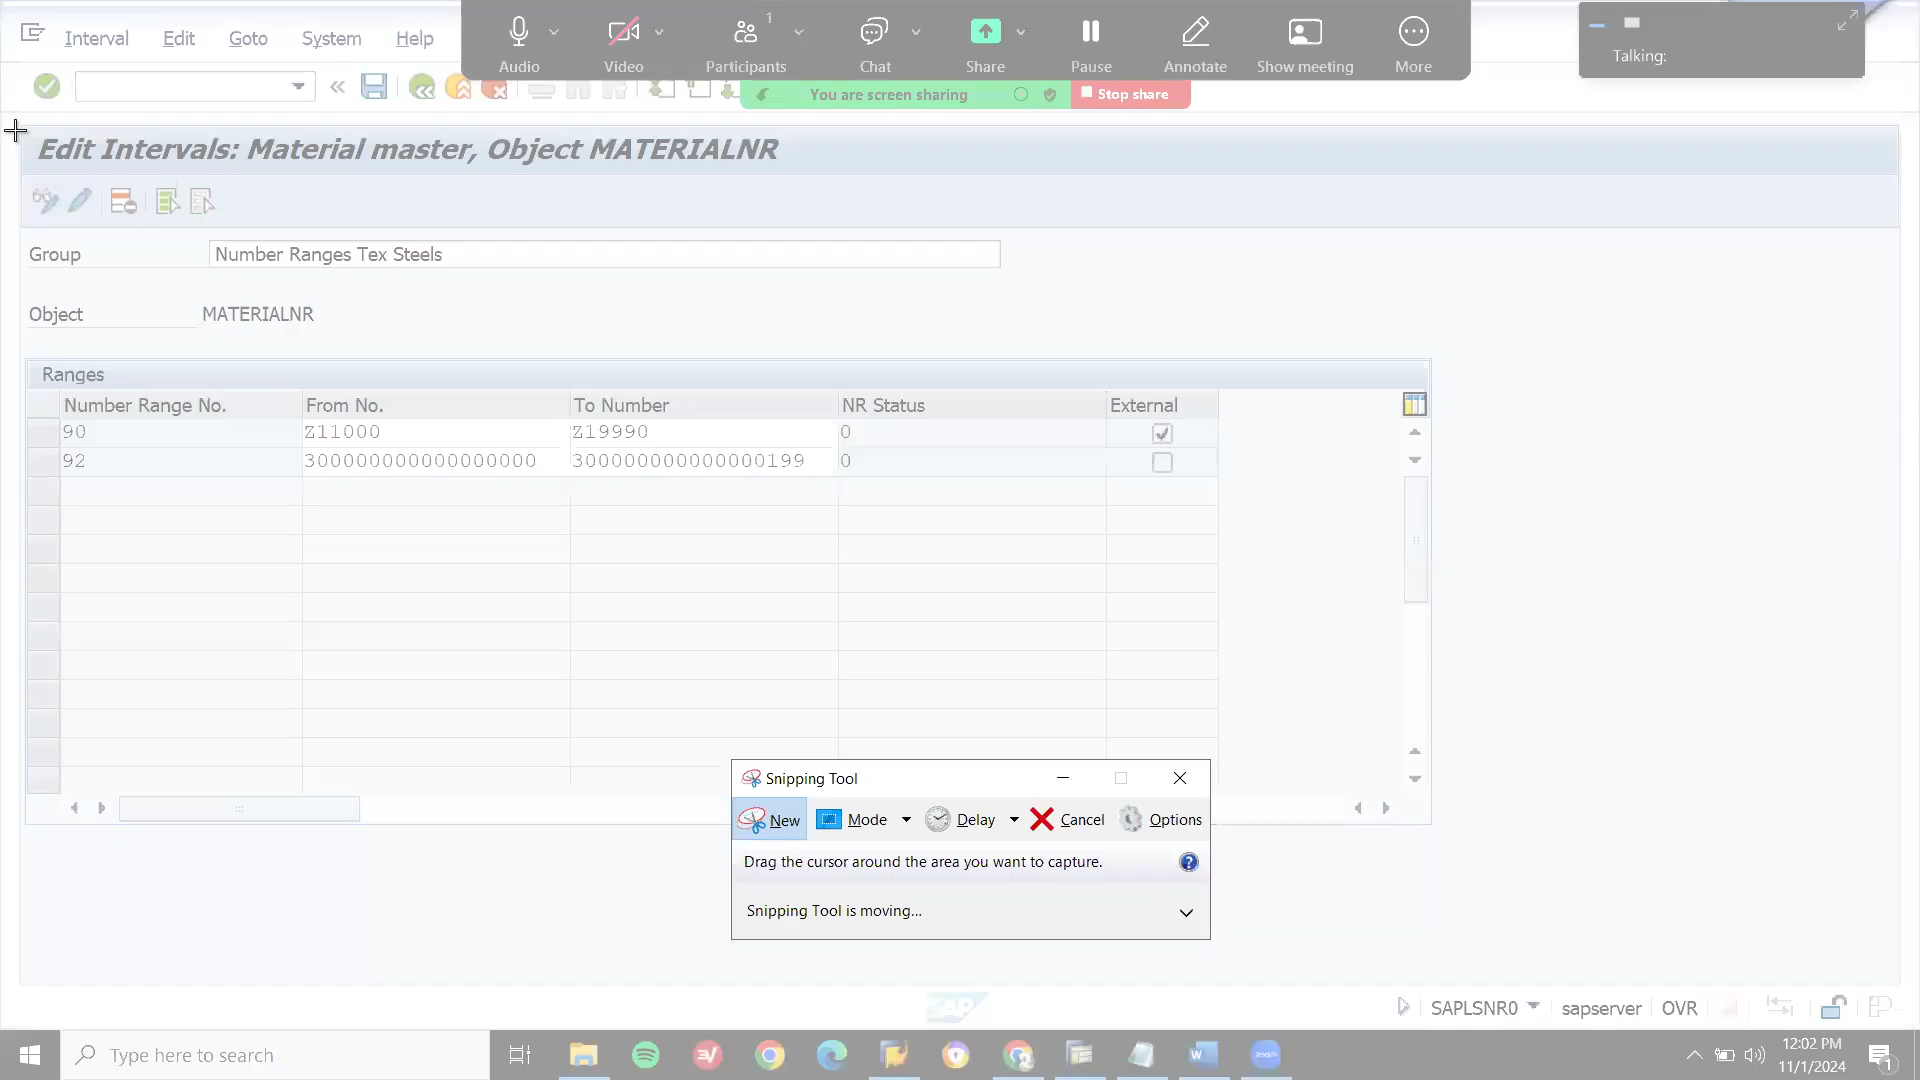 Interval Edit Goto System Help
Audio Video Participants 1 Chat Share Pause Annotate Show meeting More
Talking:
You are screen sharing Stop share
Edit Intervals: Material master, Object MATERIALNR
Group Number Ranges Tex Steels
Object MATERIALNR
Ranges
Number Range No. From No. To Number NR Status External
90 Z11000 Z19990 0
92 300000000000000000 300000000000000199 0
Snipping Tool
New Mode Delay Cancel Options
Drag the cursor around the area you want to capture.
Snipping Tool is moving...
SAP
SAPLSNR0 sapserver OVR
Type here to search
W
zoom
12:02 PM
11/1/2024
1